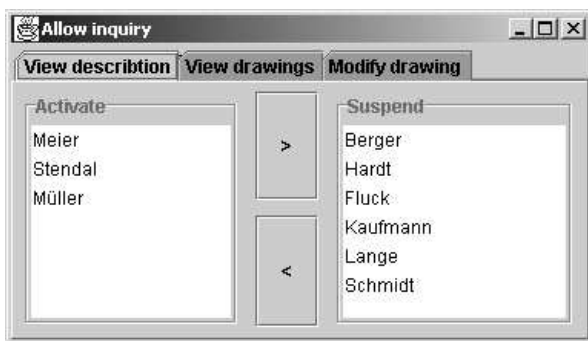 Allow inquiry
View describtion View drawings Modify drawing
Activate
Meier
Stendal
Müller
>
<
Suspend
Berger
Hardt
Fluck
Kaufmann
Lange
Schmidt